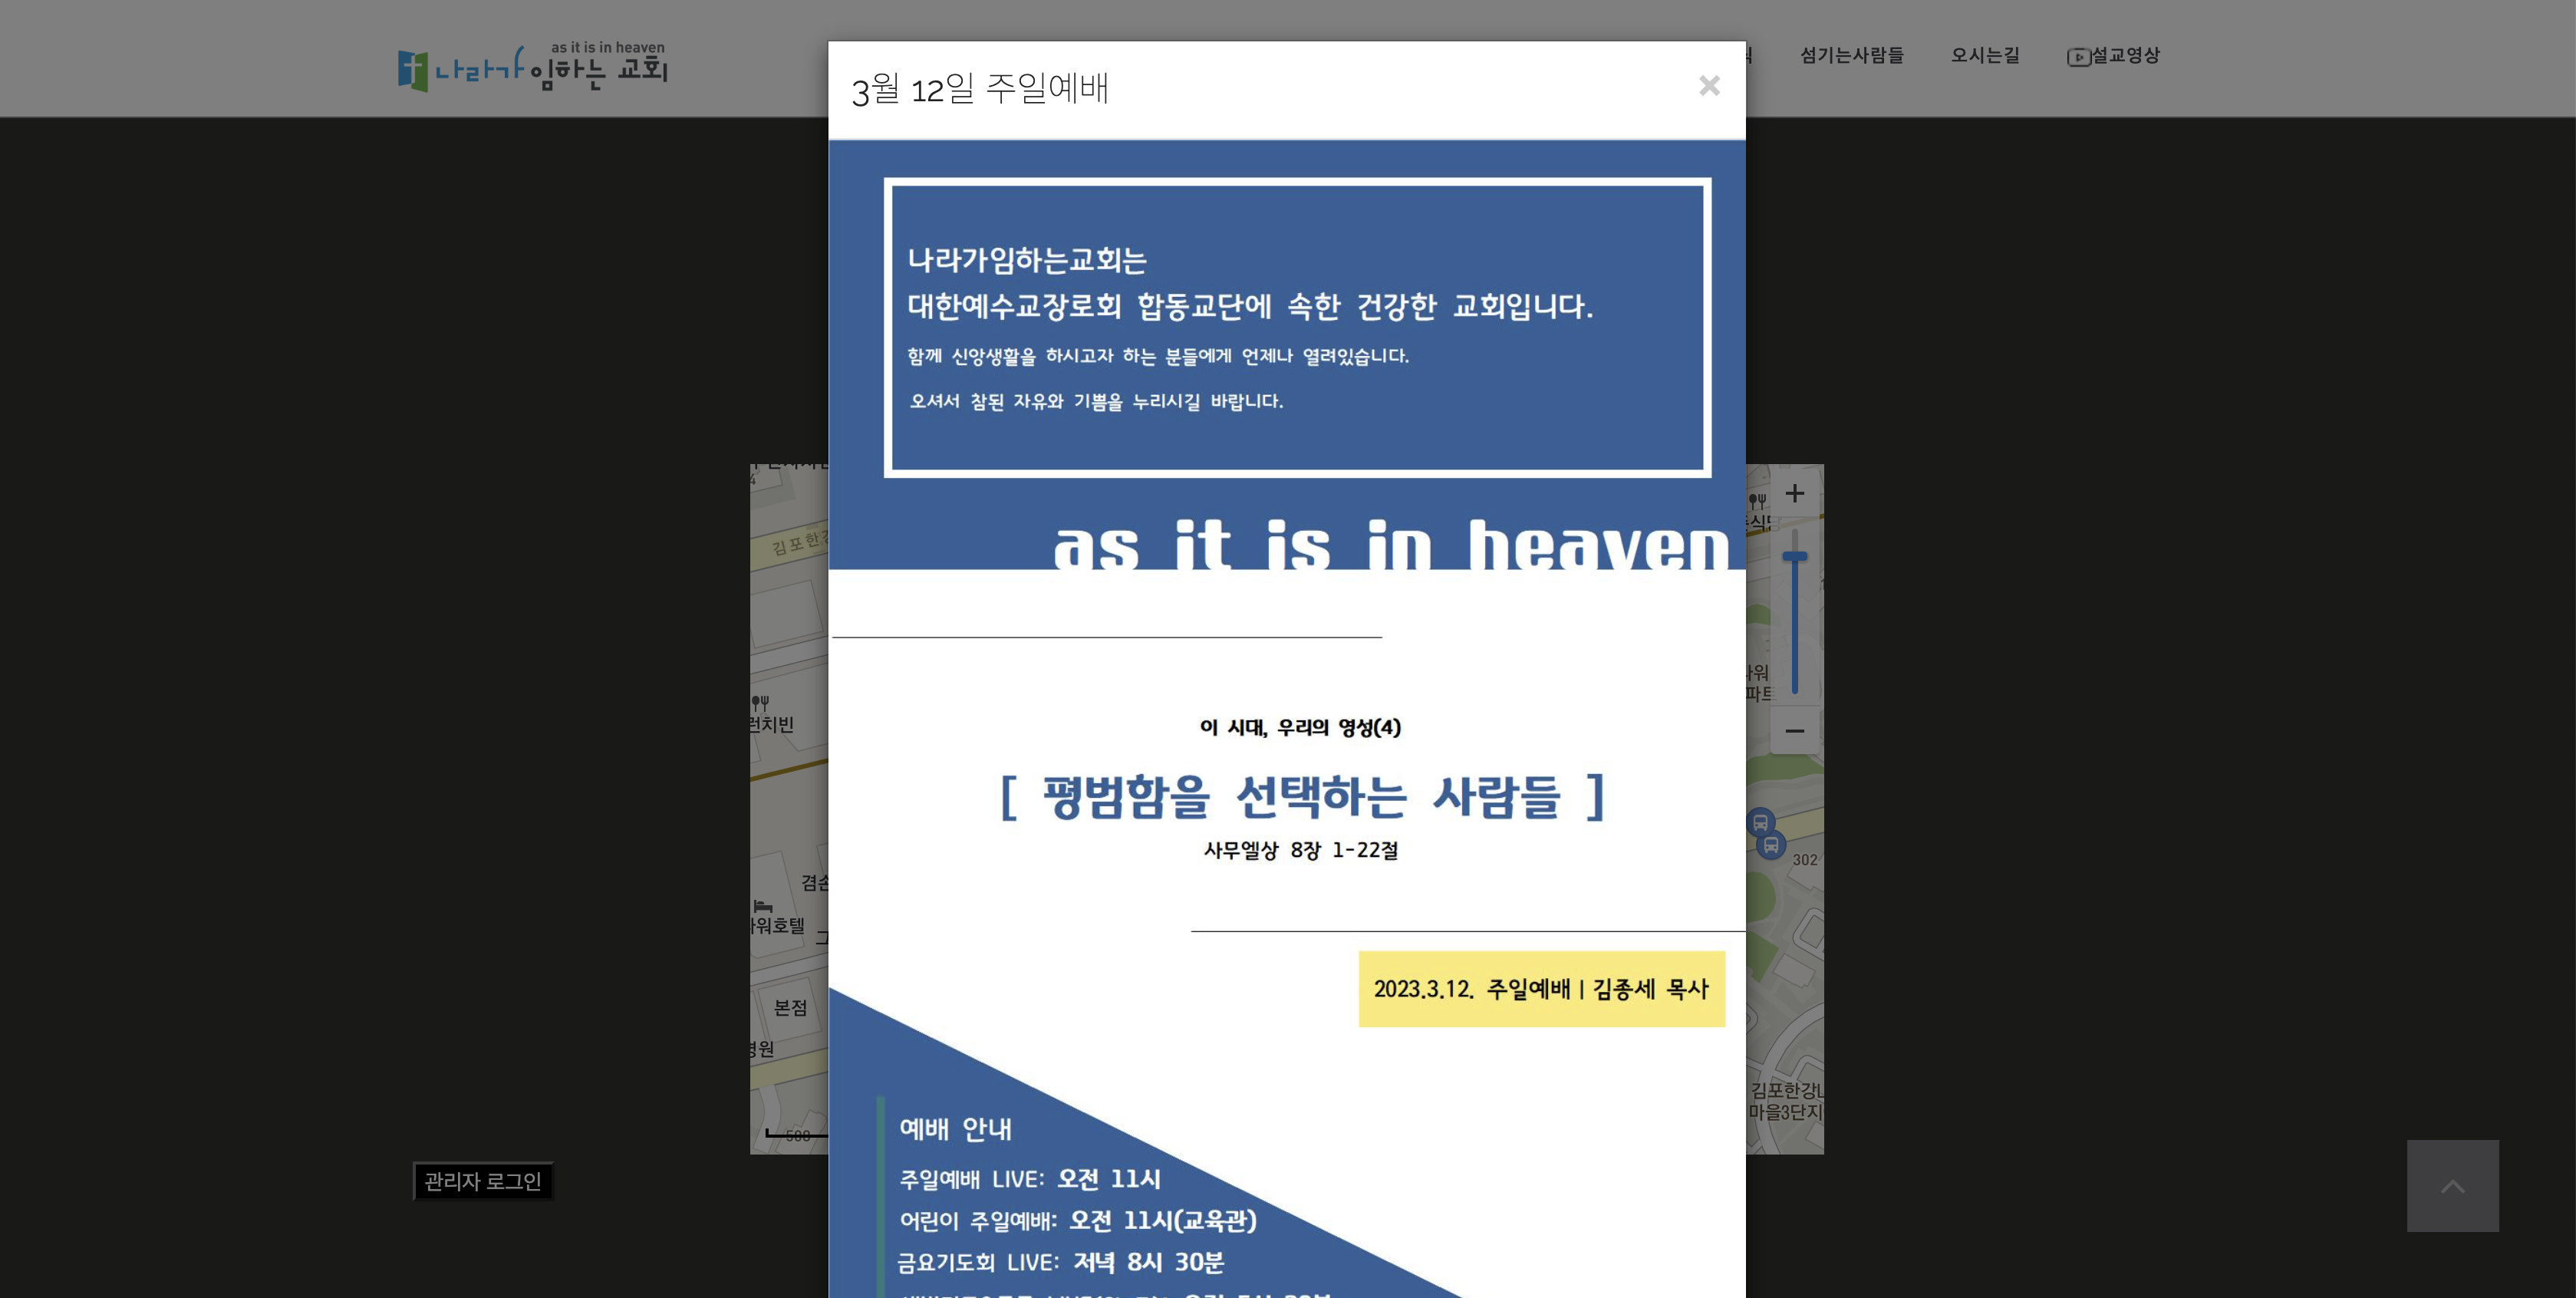 as it is in heaven
나라가 임하는 교회
섬기는사람들
오시는길
설교영상
3월 12일 주일예배
×
나라가임하는교회는
대한예수교장로회 합동교단에 속한 건강한 교회입니다.
함께 신앙생활을 하시고자 하는 분들에게 언제나 열려있습니다.
오셔서 참된 자유와 기쁨을 누리시길 바랍니다.
as it is in heaven
김포한강
런치빈
이 시대, 우리의 영성(4)
[ 평범함을 선택하는 사람들 ]
사무엘상 8장 1-22절
302
워호텔
본점
2023.3.12. 주일예배 | 김종세 목사
김포한강
마을3단지
예배 안내
주일예배 LIVE: 오전 11시
어린이 주일예배: 오전 11시(교육관)
금요기도회 LIVE: 저녁 8시 30분
관리자 로그인